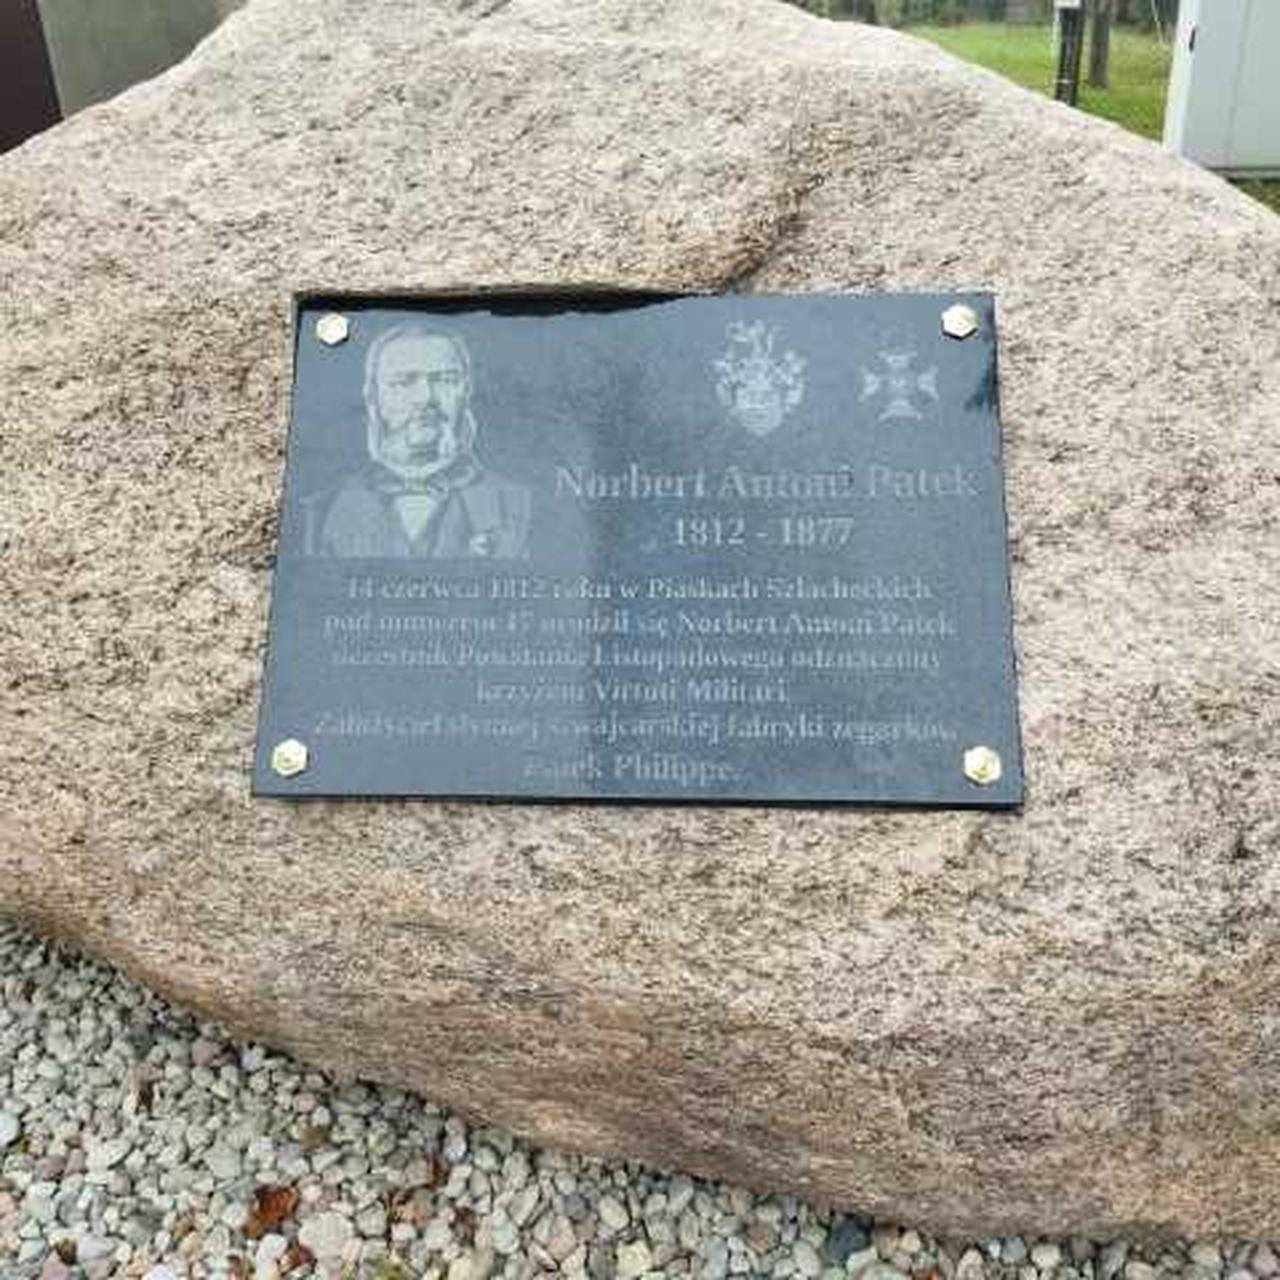 Norbert Antoni Patek
1812 - 1877
14 czerwca 1812 roku w Piaskach Szlacheckich
pod numerem 17 urodził się Norbert Antoni Patek
uczestnik Powstania Listopadowego odznaczony
krzyżem Virtuti Militari.
Założyciel słynnej szwajcarskiej fabryki zegarków
Patek Philippe.